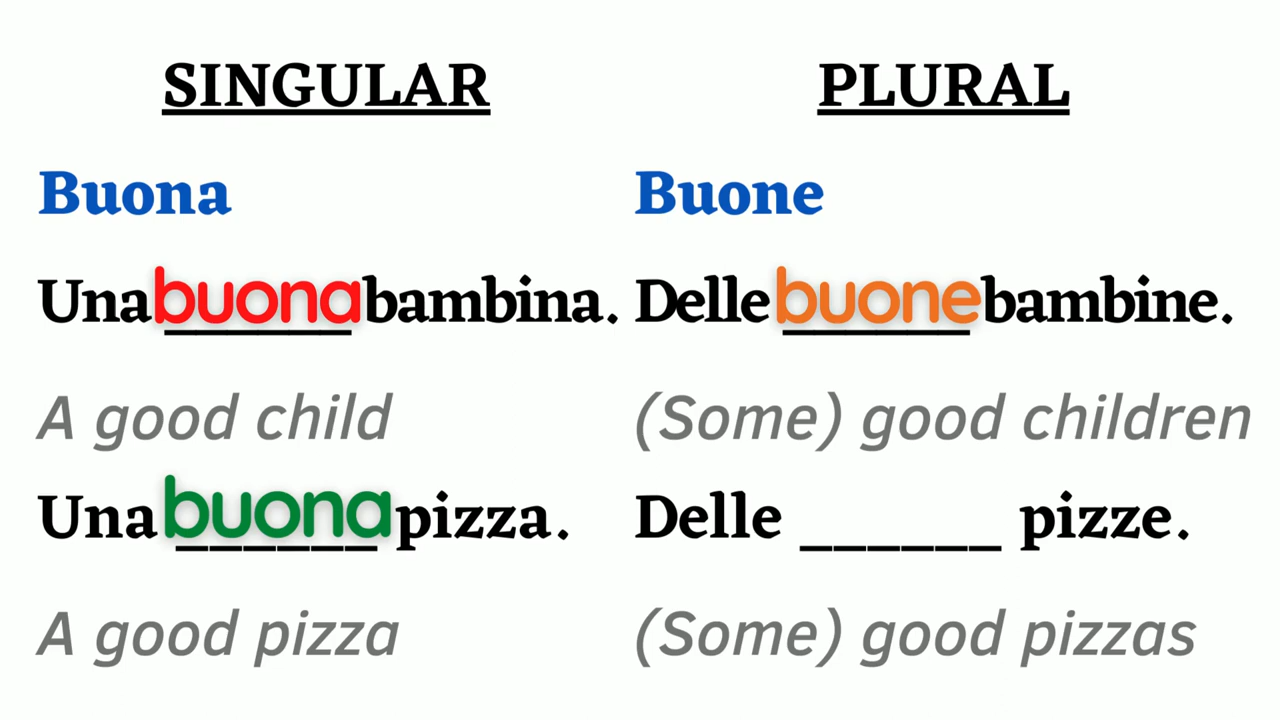 SINGULAR
PLURAL
Buona
Buone
Una buona bambina.
Delle buone bambine.
A good child
(Some) good children
Una buona pizza.
Delle ______ pizze.
A good pizza
(Some) good pizzas